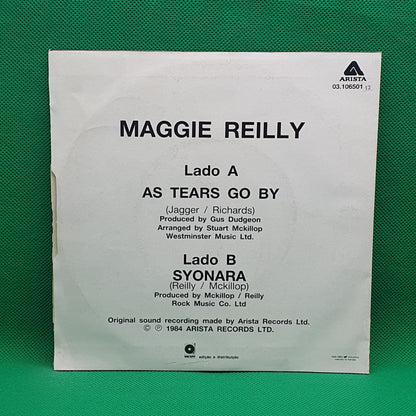 ARISTA
03.106501
MAGGIE REILLY
Lado A
AS TEARS GO BY
(Jagger / Richards)
Produced by Gus Dudgeon
Arranged by Stuart Mckillop
Westminster Music Ltd.
Lado B
SYONARA
(Reilly / Mckillop)
Produced by Mckillop / Reilly
Rock Music Co. Ltd
Original sound recording made by Arista Records Ltd.
© ℗ 1984 ARISTA RECORDS LTD.
edição e distribuição